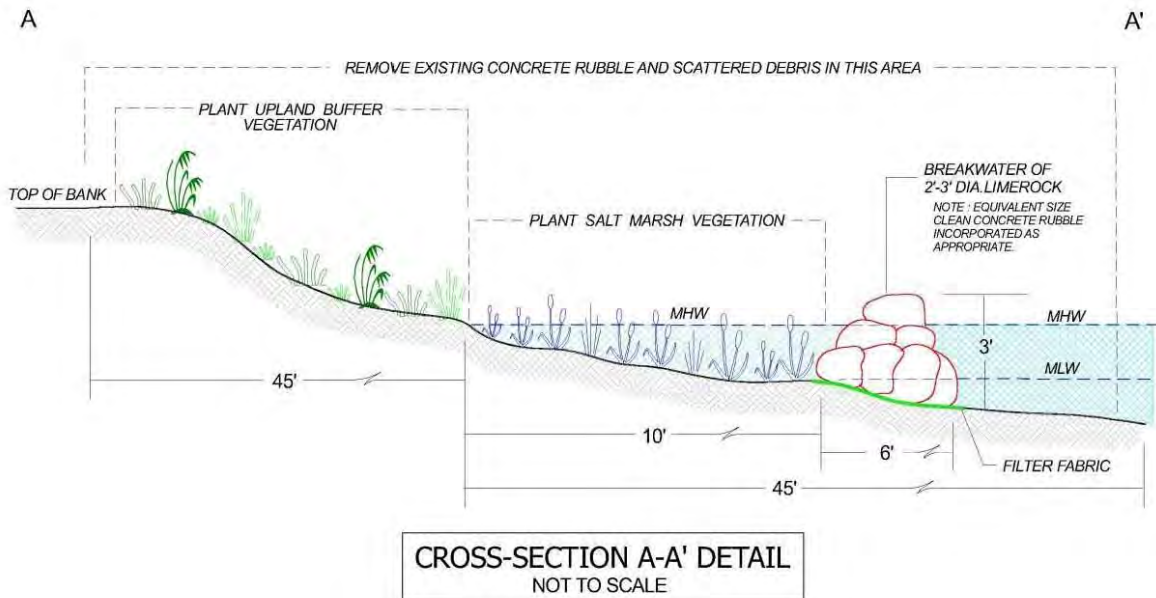 A
A'
REMOVE EXISTING CONCRETE RUBBLE AND SCATTERED DEBRIS IN THIS AREA
PLANT UPLAND BUFFER
VEGETATION
TOP OF BANK
BREAKWATER OF
2'-3' DIA.LIMEROCK
NOTE : EQUIVALENT SIZE
CLEAN CONCRETE RUBBLE
INCORPORATED AS
APPROPRIATE.
PLANT SALT MARSH VEGETATION
MHW
MHW
3'
MLW
45'
10'
6'
FILTER FABRIC
45'
CROSS-SECTION A-A' DETAIL
NOT TO SCALE